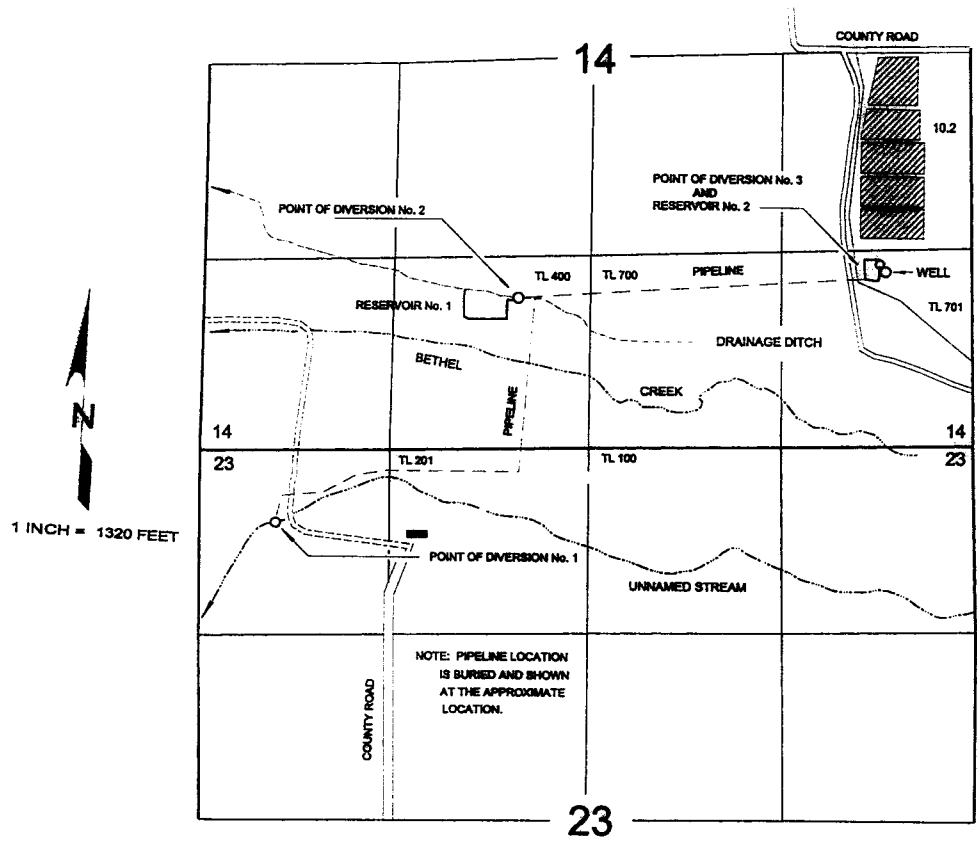 COUNTY ROAD
14
10.2
POINT OF DIVERSION No. 3
AND
RESERVOIR No. 2
POINT OF DIVERSION No. 2
TL 400
TL 700
PIPELINE
WELL
RESERVOIR No. 1
TL 701
DRAINAGE DITCH
BETHEL
CREEK
PIPELINE
N
14
14
23
23
TL 201
TL 100
1 INCH = 1320 FEET
POINT OF DIVERSION No. 1
UNNAMED STREAM
NOTE: PIPELINE LOCATION
IS BURIED AND SHOWN
AT THE APPROXIMATE
LOCATION.
COUNTY ROAD
23